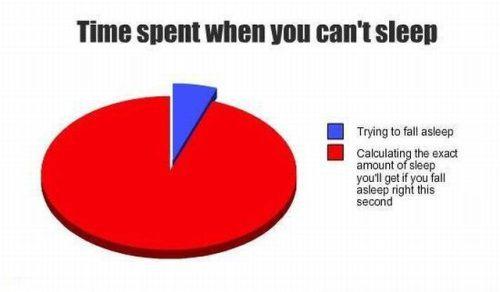 Time spent when you can't sleep
Trying to fall asleep
Calculating the exact
amount of sleep
you'll get if you fall
asleep right this
second